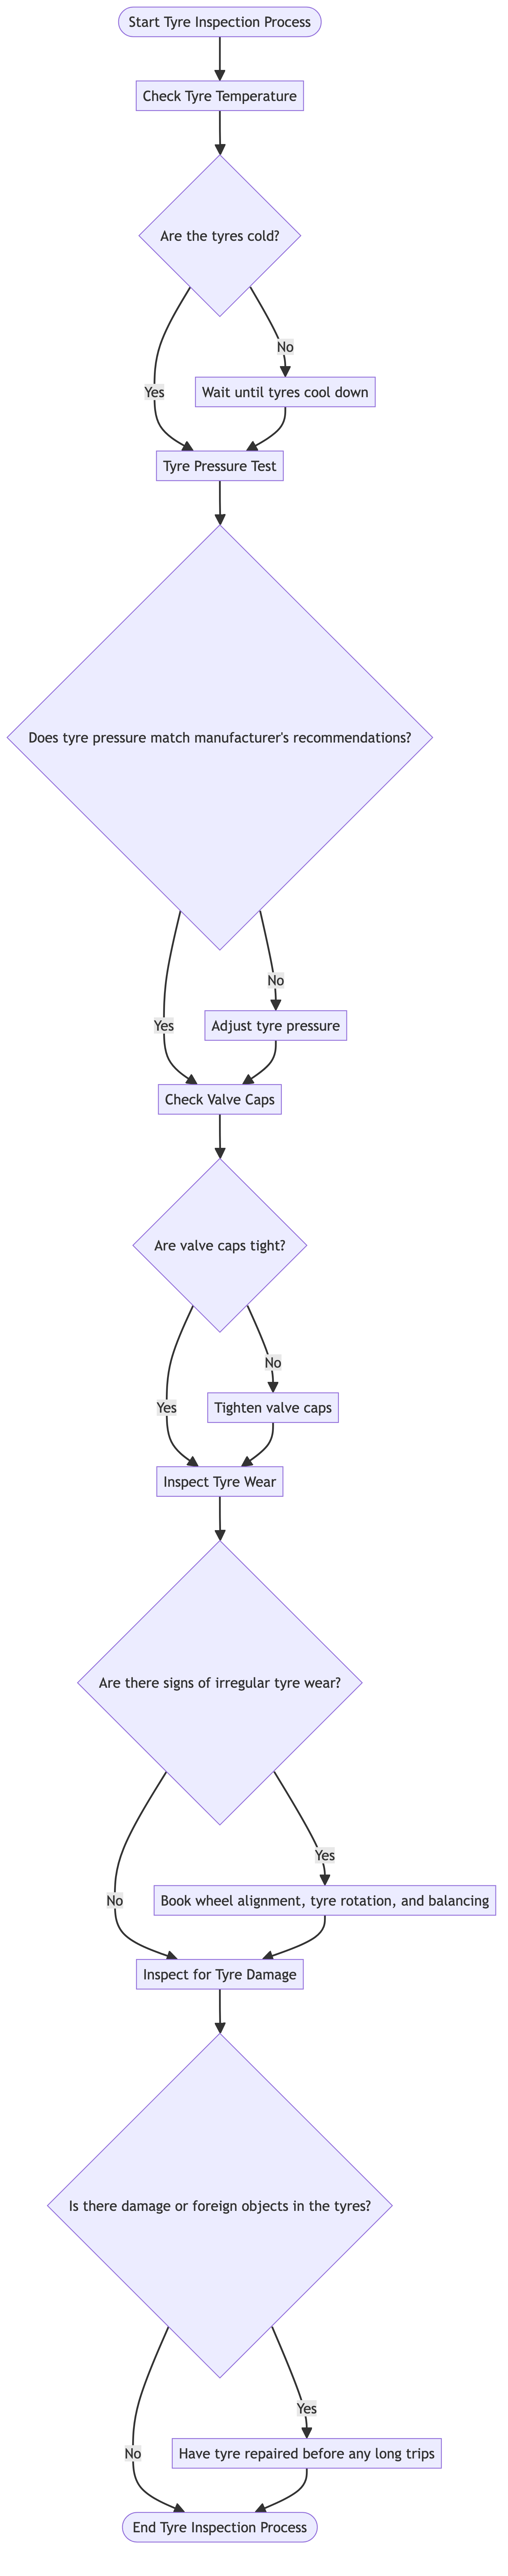 Start Tyre Inspection Process
Check Tyre Temperature
Are the tyres cold?
No
Yes
Wait until tyres cool down
Tyre Pressure Test
Does tyre pressure match manufacturer's recommendations?
No
Yes
Adjust tyre pressure
Check Valve Caps
Are valve caps tight?
No
Yes
Tighten valve caps
Inspect Tyre Wear
Are there signs of irregular tyre wear?
Yes
No
Book wheel alignment, tyre rotation, and balancing
Inspect for Tyre Damage
Is there damage or foreign objects in the tyres?
Yes
No
Have tyre repaired before any long trips
End Tyre Inspection Process